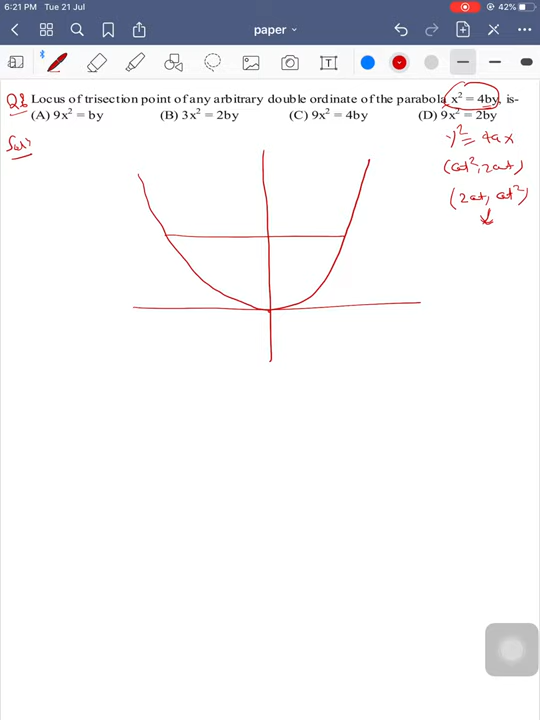 6:21 PM Tue 21 Jul 42%
paper
T
Q8 Locus of trisection point of any arbitrary double ordinate of the parabola x² = 4by, is-
(A) 9x² = by (B) 3x² = 2by (C) 9x² = 4by (D) 9x² = 2by
y² = 4ax
Sol:
(at², 2at)
(2at, at²)